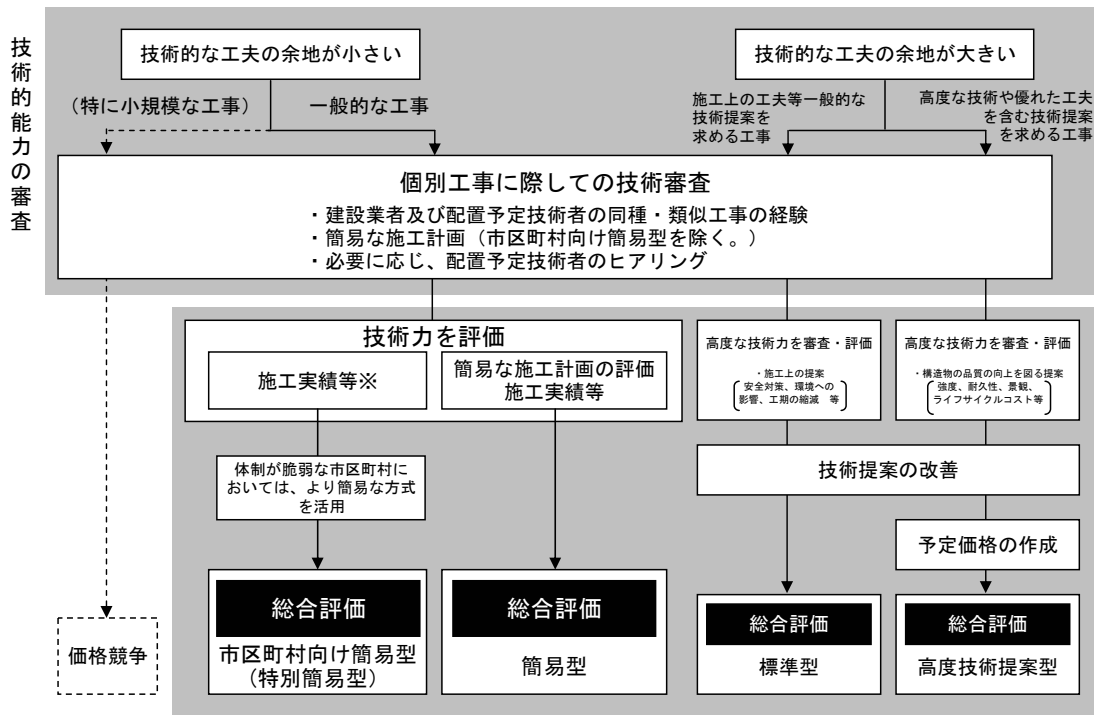 技術的能力の審査
技術的な工夫の余地が小さい
技術的な工夫の余地が大きい
（特に小規模な工事）
一般的な工事
施工上の工夫等一般的な
技術提案を
求める工事
高度な技術や優れた工夫
を含む技術提案
を求める工事
個別工事に際しての技術審査
・建設業者及び配置予定技術者の同種・類似工事の経験
・簡易な施工計画（市区町村向け簡易型を除く。）
・必要に応じ、配置予定技術者のヒアリング
技術力を評価
施工実績等※
簡易な施工計画の評価
施工実績等
高度な技術力を審査・評価
・施工上の提案
安全対策、環境への
影響、工期の縮減　等
高度な技術力を審査・評価
・構造物の品質の向上を図る提案
強度、耐久性、景観、
ライフサイクルコスト等
体制が脆弱な市区町村に
おいては、より簡易な方式
を活用
技術提案の改善
予定価格の作成
価格競争
総合評価
市区町村向け簡易型
（特別簡易型）
総合評価
簡易型
総合評価
標準型
総合評価
高度技術提案型